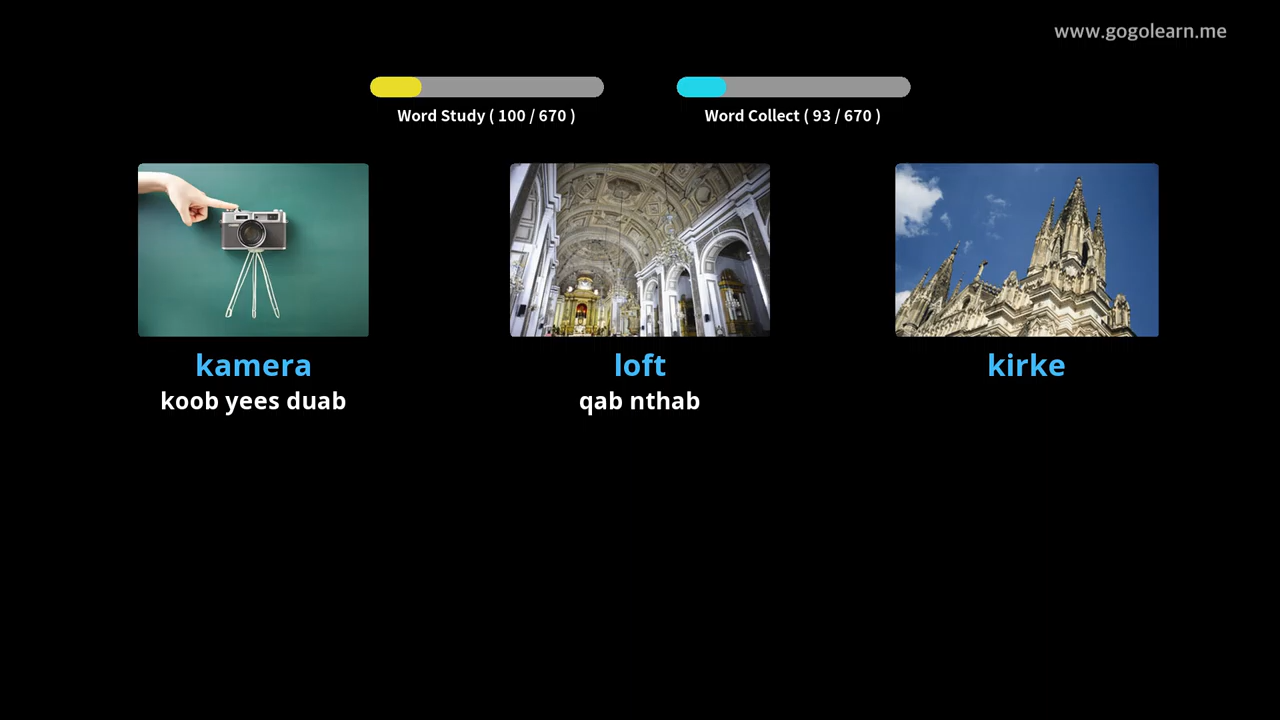 www.gogolearn.me
Word Study ( 100 / 670 )
Word Collect ( 93 / 670 )
kamera
koob yees duab
loft
qab nthab
kirke